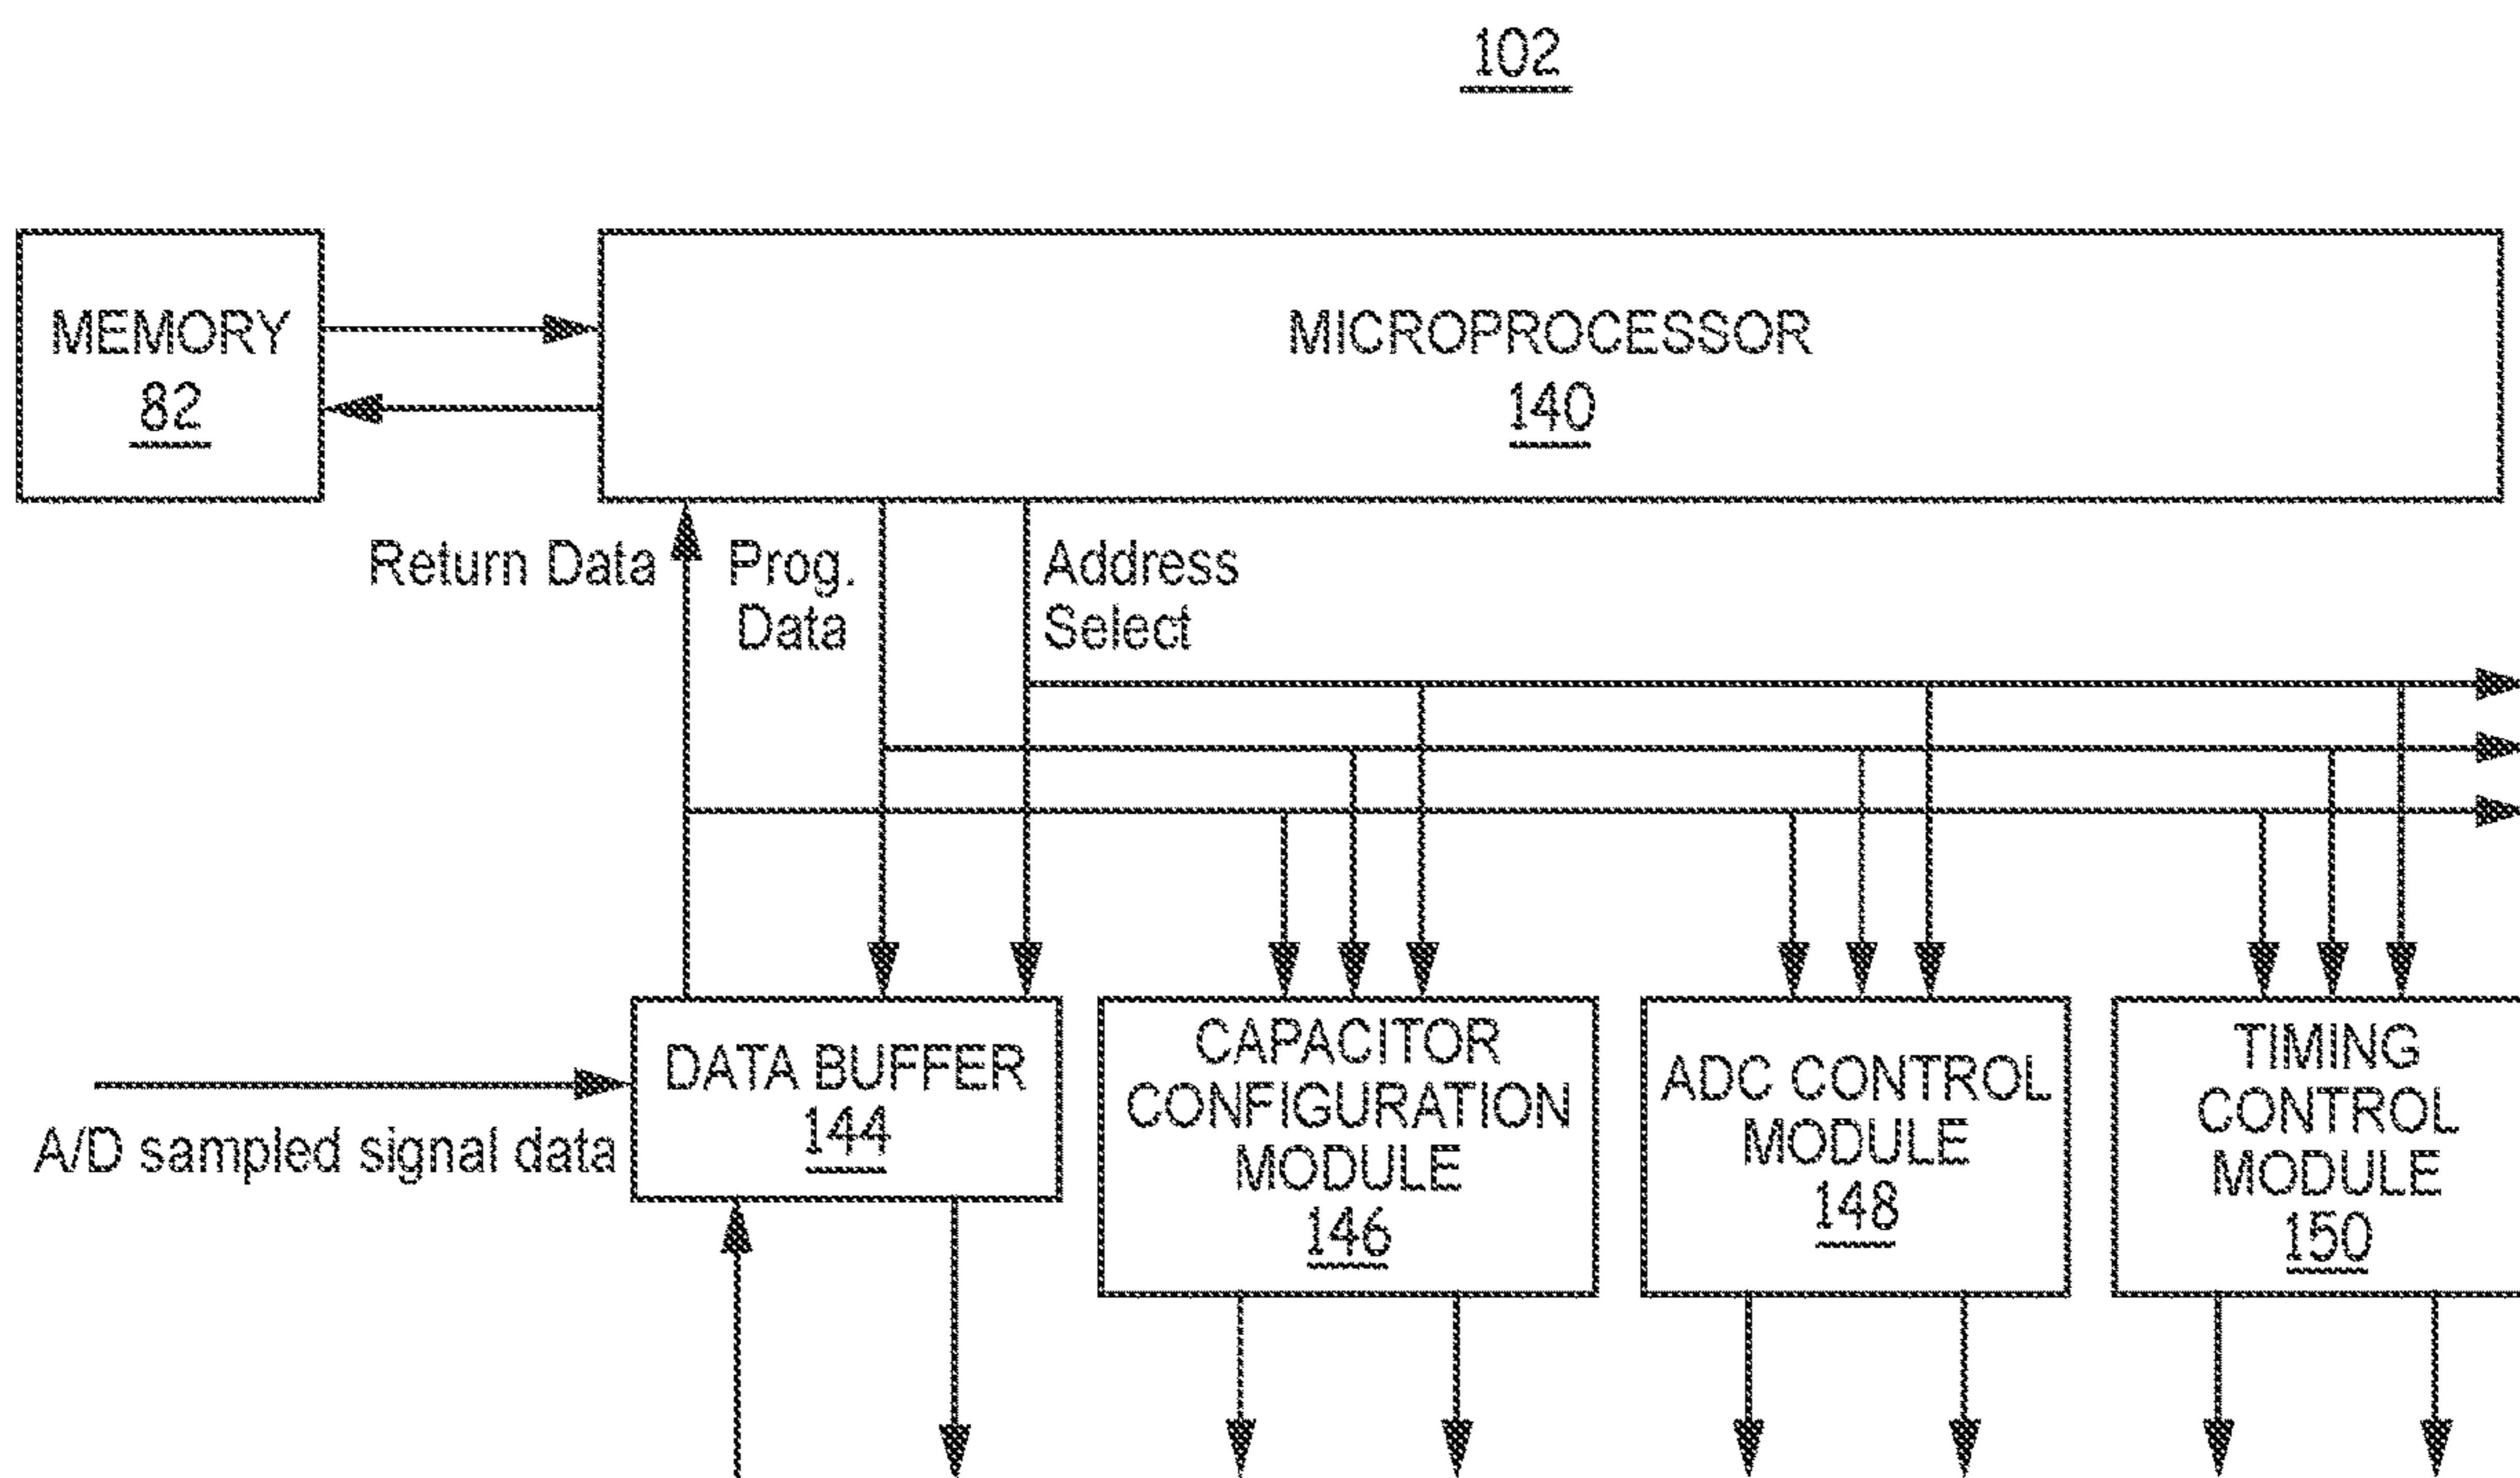 102
MEMORY
82
MICROPROCESSOR
140
Return Data
Prog.
Data
Address
Select
A/D sampled signal data
DATA BUFFER
144
CAPACITOR
CONFIGURATION
MODULE
146
ADC CONTROL
MODULE
148
TIMING
CONTROL
MODULE
150